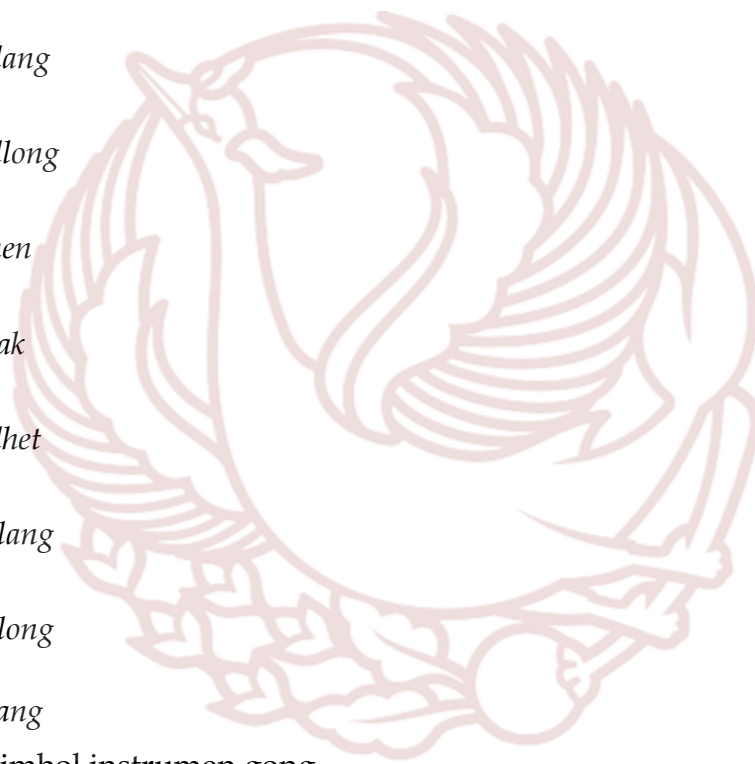 lang
llong
en
ak
lhet
lang
long
ang
imbol instrumen gong